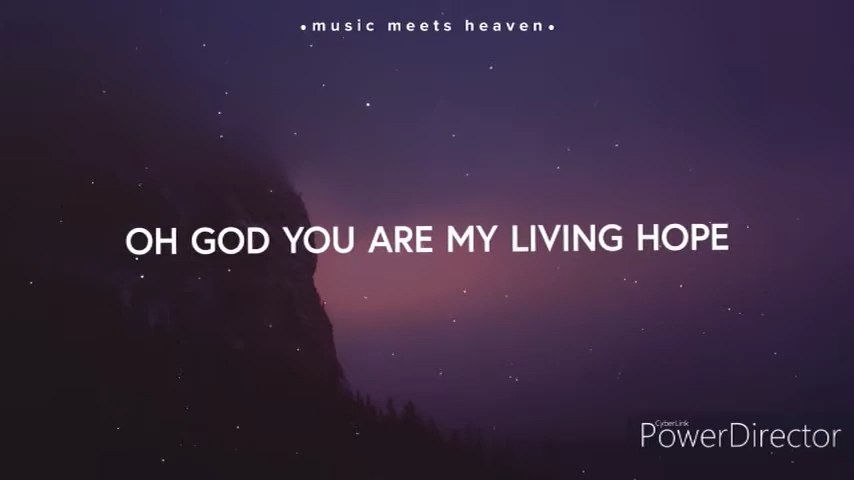 •music meets heaven•
OH GOD YOU ARE MY LIVING HOPE
CyberLink
PowerDirector